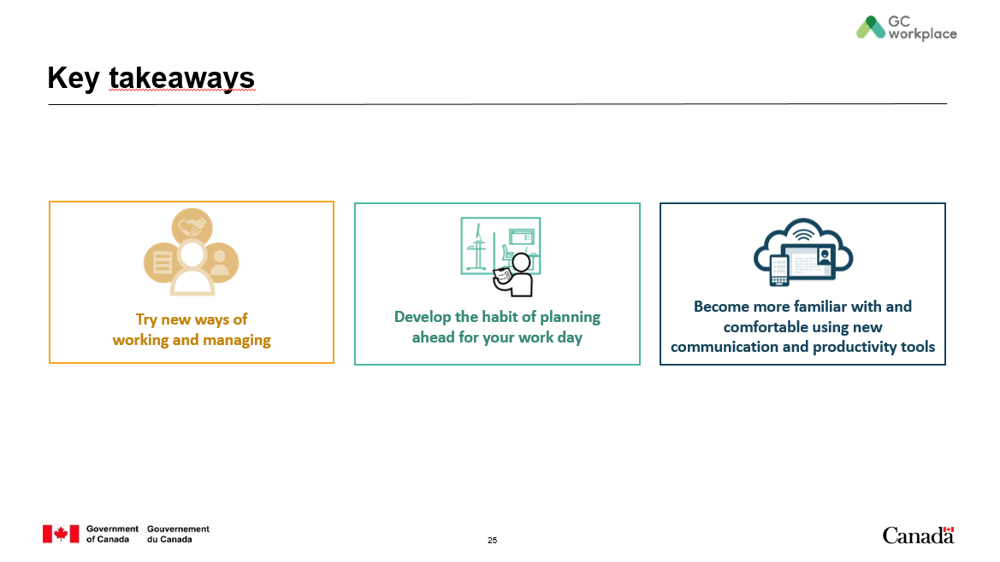 GC
workplace
Key takeaways
Try new ways of
working and managing
Develop the habit of planning
ahead for your work day
Become more familiar with and
comfortable using new
communication and productivity tools
Government
of Canada
Gouvernement
du Canada
25
Canada